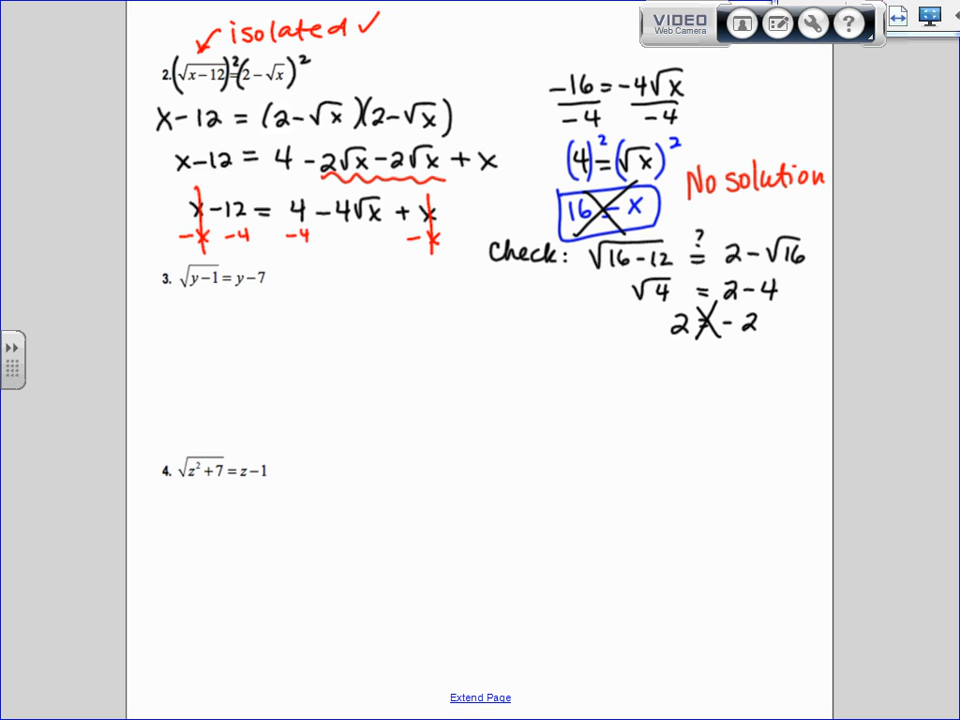 VIDEO
Web Camera
isolated ✓
2. (√(x−12))² = (2−√x)²
x−12 = (2−√x)(2−√x)
x−12 = 4 −2√x −2√x + x
x −12 = 4 −4√x + x
−x −4 −4 −x
−16 = −4√x
−4 −4
(4)² = (√x)²
16 = x
No solution
Check: √(16−12) ?= 2−√16
√4 = 2−4
2 = −2
3. √(y−1) = y−7
4. √(z²+7) = z−1
Extend Page